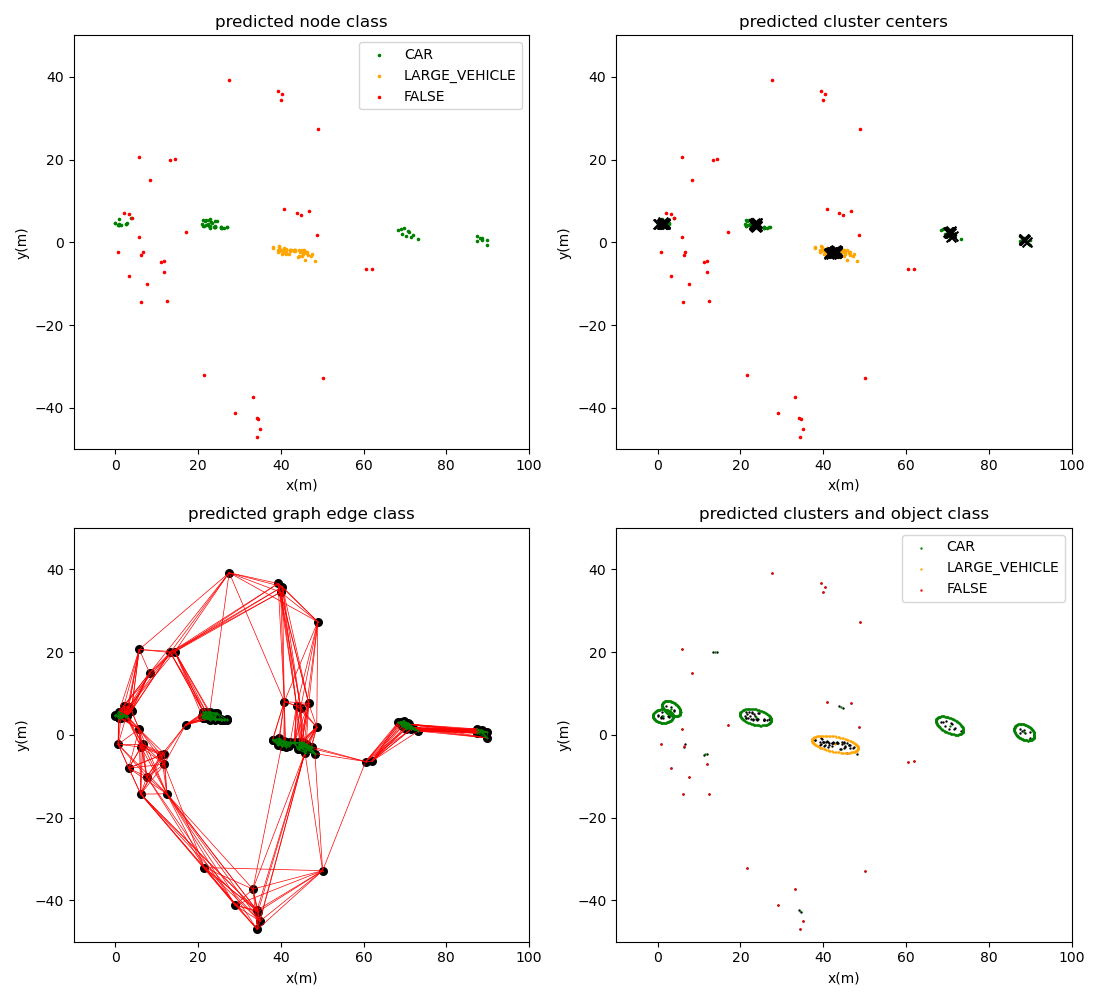 predicted node class
CAR
LARGE_VEHICLE
FALSE
y(m)
40
20
0
−20
−40
0 20 40 60 80 100
x(m)
predicted cluster centers
y(m)
40
20
0
−20
−40
0 20 40 60 80 100
x(m)
predicted graph edge class
y(m)
40
20
0
−20
−40
0 20 40 60 80 100
x(m)
predicted clusters and object class
CAR
LARGE_VEHICLE
FALSE
y(m)
40
20
0
−20
−40
0 20 40 60 80 100
x(m)